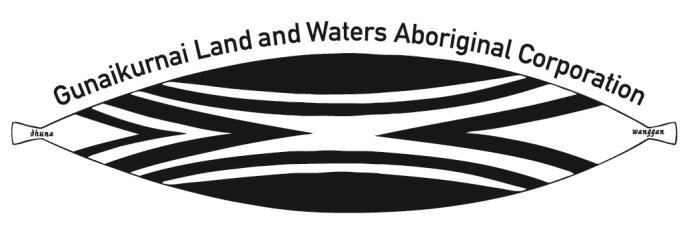 Gunaikurnai Land and Waters Aboriginal Corporation
dhuna
wanggan